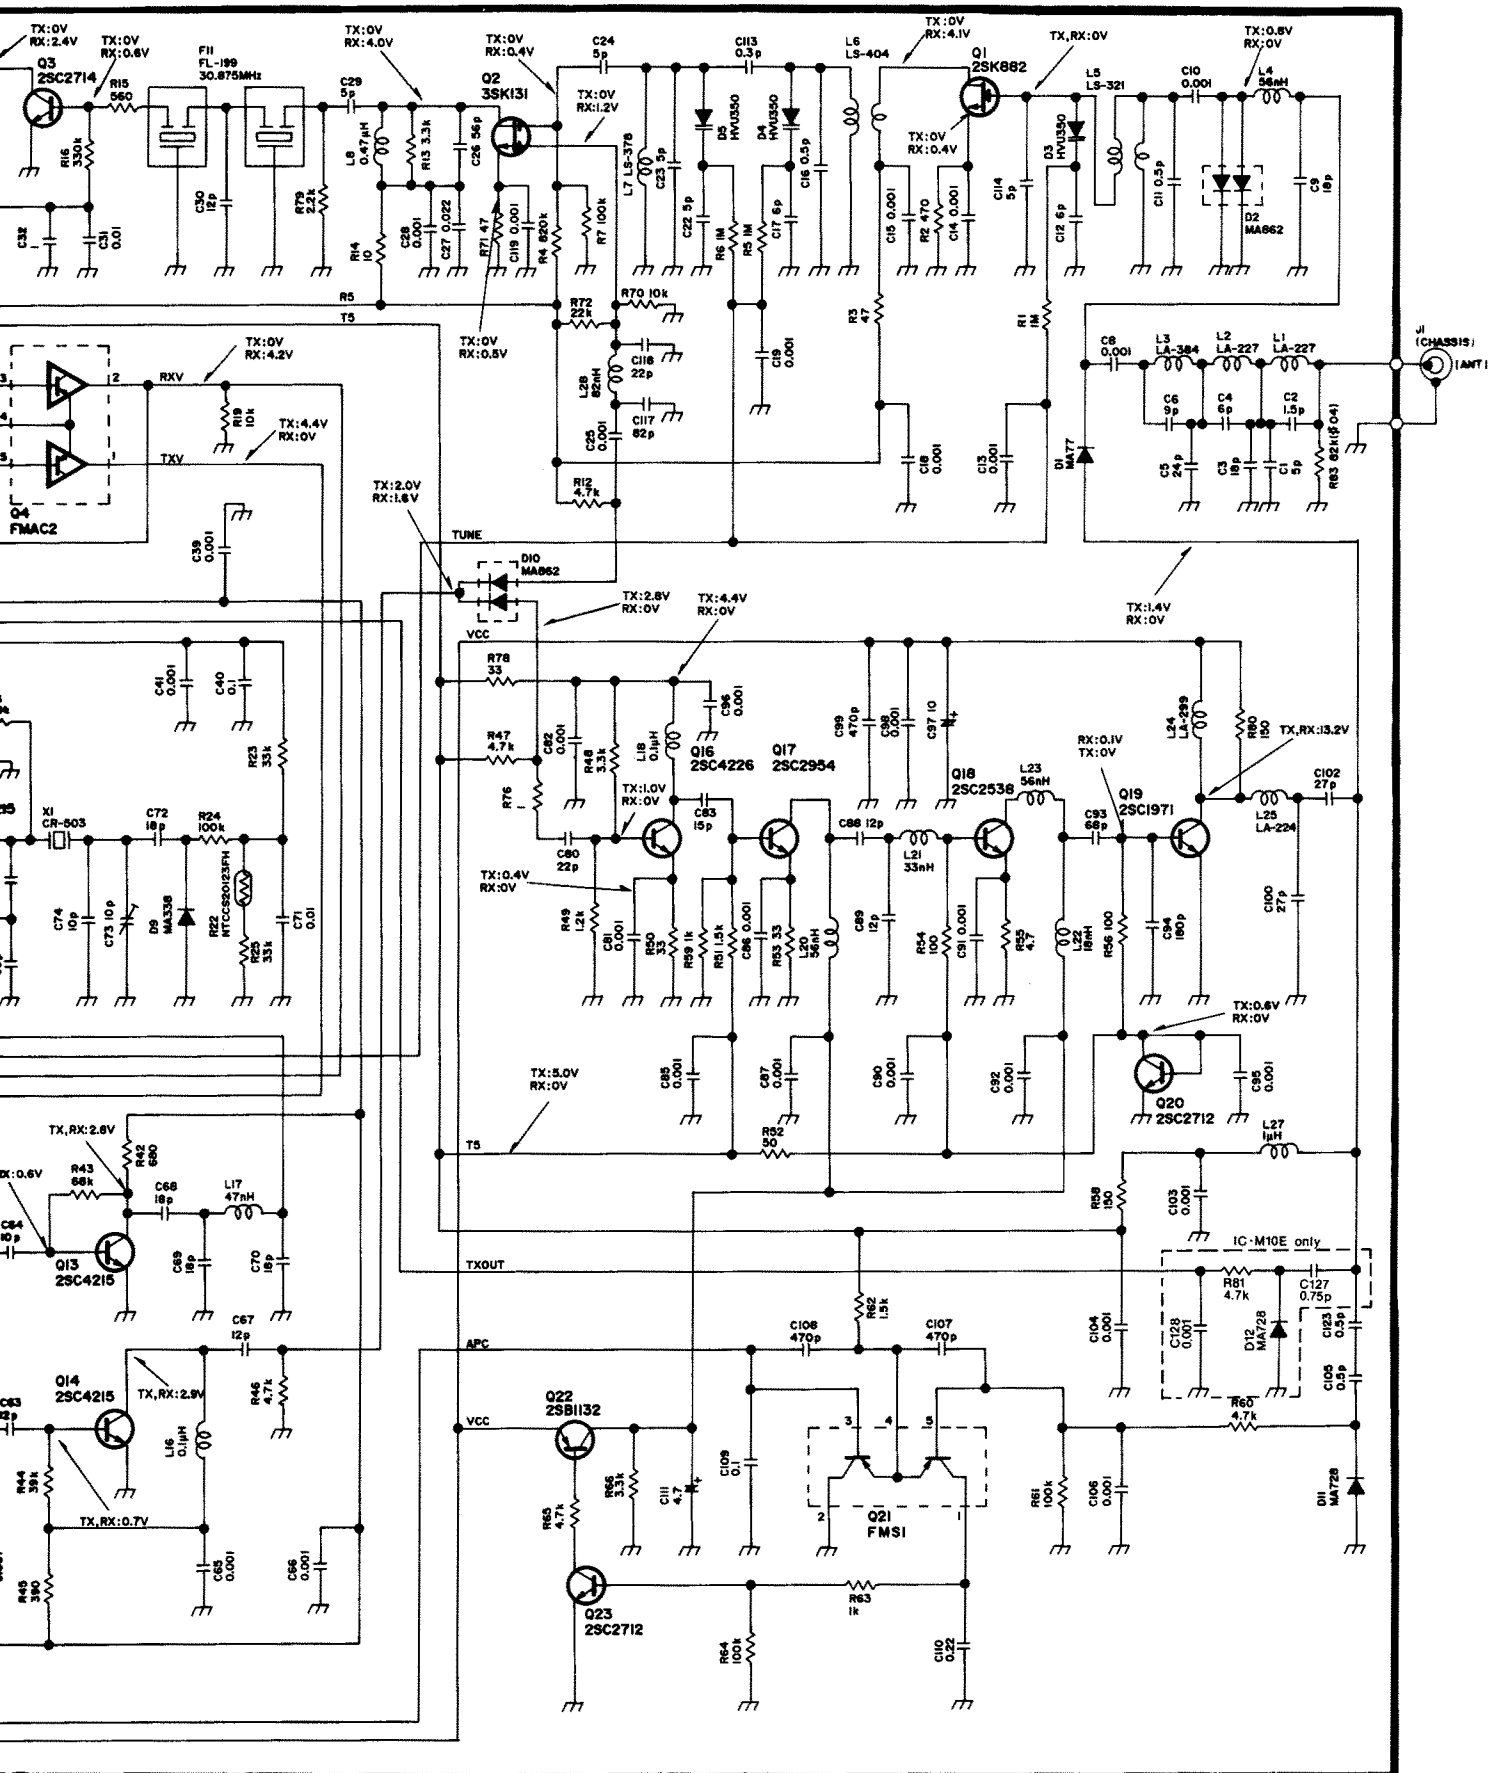 TX:0V
RX:2.4V
TX:0V
RX:0.6V
Q3
2SC2714
R15
560
R16
330k
FI1
FL-199
30.875MHz
C29
5p
TX:0V
RX:4.0V
TX:0V
RX:0.4V
Q2
3SK131
C24
5p
TX:0V
RX:1.2V
C113
0.3p
L6
LS-404
TX:0V
RX:4.1V
Q1
2SK882
TX,RX:0V
L5
LS-321
C10
0.001
TX:0.8V
RX:0V
L4
56nH
L8
0.47µH
R13 3.3k
C26 56p
L7 LS-378
C23 5p
D5
HVU350
D4
HVU350
C16 0.5p
TX:0V
RX:0.4V
D3
HVU350
C11 0.5p
D2
MA862
C9
18p
C32
C31
0.01
C30
12p
R79
2.2k
R14
10
C28
0.001
C27 0.022
R71 47
C119 0.001
R4 820k
R7 100k
C22 5p
R6 1M
R5 1M
C17 6p
C15 0.001
R2 470
C14 0.001
C114
5p
C12 6p
R5
T5
R72
22k
R70 10k
TX:0V
RX:0.5V
C118
22p
L28
82nH
C117
82p
C25
0.001
C19
0.001
R3
47
R1
1M
C8
0.001
L3
LA-384
L2
LA-227
L1
LA-227
J1
(CHASSIS)
(ANT)
C6
9p
C4
6p
C2
1.5p
C5
24p
C3
18p
C1
5p
R83 82k
D1
MA77
C18
0.001
C13
0.001
3
4
5
2
1
RXV
TXV
TX:0V
RX:4.2V
R19
10k
TX:4.4V
RX:0V
Q4
FMAC2
C39
0.001
TX:2.0V
RX:1.8V
R12
4.7k
TUNE
D10
MA862
TX:2.8V
RX:0V
TX:4.4V
RX:0V
TX:1.4V
RX:0V
VCC
C41
0.001
C40
0.1
R23
33k
R78
33
R47
4.7k
R76
C82
0.001
R48
3.3k
L18
0.1µH
C96
0.001
Q16
2SC4226
Q17
2SC2954
C99
470p
C98
0.001
C97 10
L24
LA-299
R80
150
TX,RX:13.2V
RX:0.1V
TX:0V
Q18
2SC2538
L23
56nH
Q19
2SC1971
C102
27p
L25
LA-224
X1
CR-503
C72
18p
R24
100k
C80
22p
TX:1.0V
RX:0V
C83
15p
C88 12p
L21
33nH
C93
68p
C74
10p
C73 10p
D9
MA338
R22
NTCCS20123FH
R25
33k
C71
0.01
TX:0.4V
RX:0V
R49
1.2k
C81
0.001
R50
33
R59 1k
R51 1.5k
C86 0.001
R53 33
L20
56nH
C89
12p
R54
100
C91 0.001
R55
4.7
L22
18nH
R56 100
C94
180p
C100
27p
TX:0.6V
RX:0V
TX:5.0V
RX:0V
C85
0.001
C87
0.001
C90
0.001
C92
0.001
Q20
2SC2712
C95
0.001
TX,RX:2.8V
R42
680
R43
68k
T5
R52
50
L27
1µH
C64
10p
Q13
2SC4215
C68
18p
L17
47nH
C69
18p
C70
18p
R58
150
C103
0.001
IC-M10E only
TXOUT
R81
4.7k
C127
0.75p
C128
0.001
D12
MA728
C123
0.5p
C67
12p
R62
1.5k
C108
470p
C107
470p
C104
0.001
C105
0.5p
APC
Q14
2SC4215
TX,RX:2.9V
R46
4.7k
Q22
2SB1132
VCC
3
4
5
2
1
R60
4.7k
C63
12p
L16
0.1µH
R44
39k
TX,RX:0.7V
R65
4.7k
R66
3.3k
C111
4.7
C109
0.1
Q21
FMS1
R61
100k
C106
0.001
D11
MA728
R45
390
C65
0.001
C66
0.001
Q23
2SC2712
R63
1k
R64
100k
C110
0.22